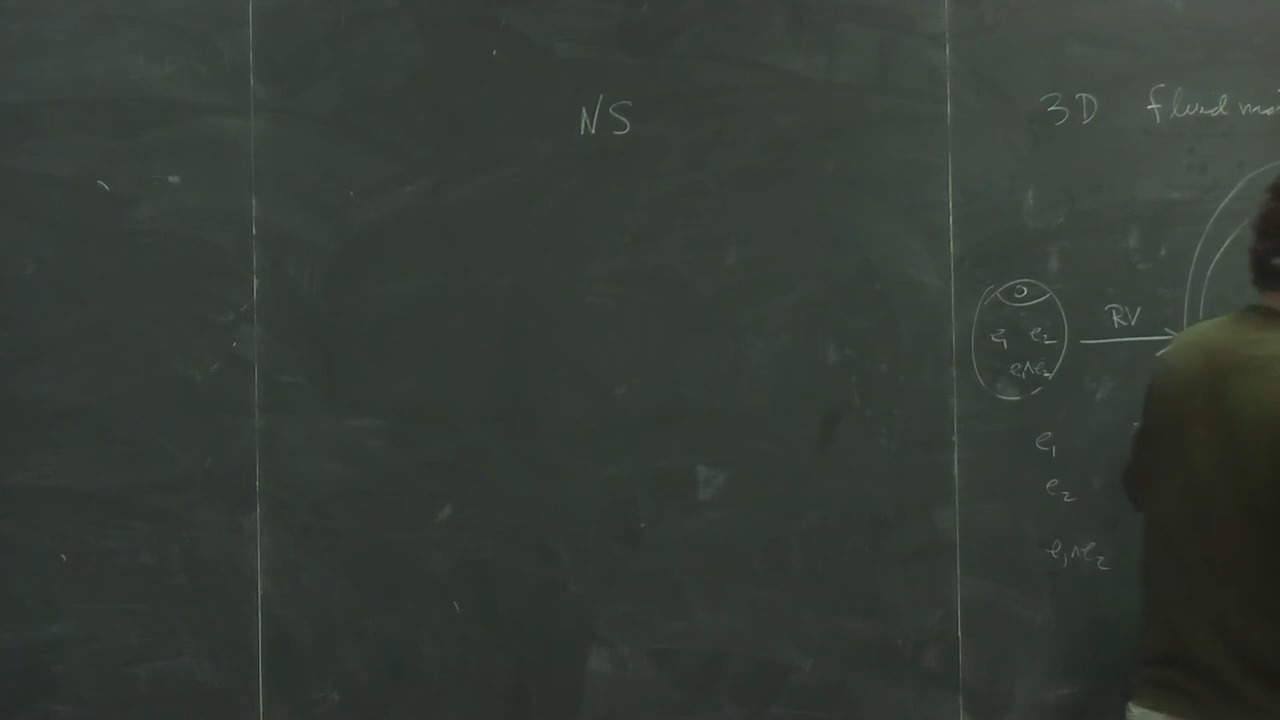 NS
3D fluid
0
e₁ e₂
e₁∧e₂
RV
e₁
e₂
e₁∧e₂